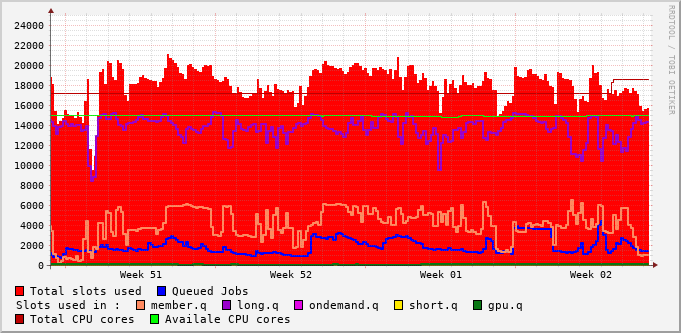 RRDTOOL / TOBI OETIKER
24000
22000
20000
18000
16000
14000
12000
10000
8000
6000
4000
2000
0
Week 51 Week 52 Week 01 Week 02
Total slots used Queued Jobs
Slots used in : member.q long.q ondemand.q short.q gpu.q
Total CPU cores Availale CPU cores